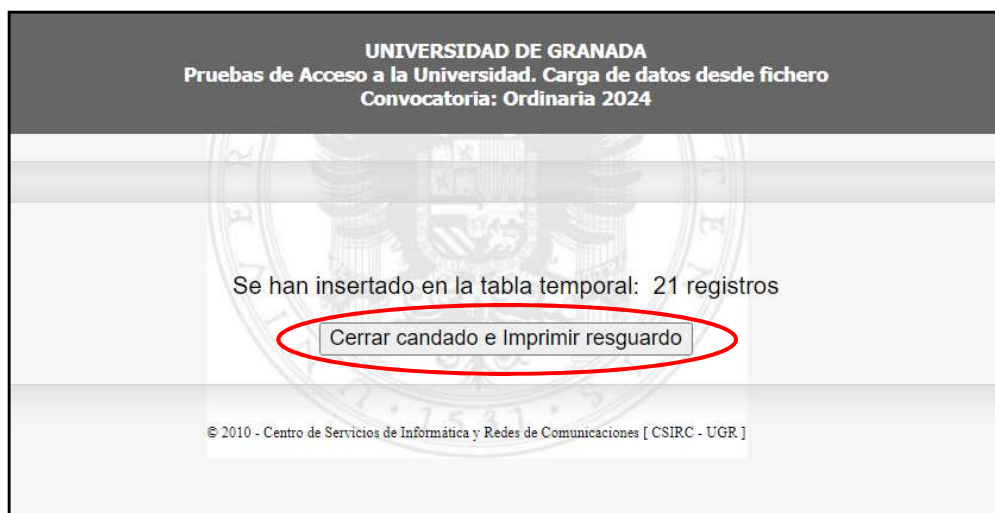 UNIVERSIDAD DE GRANADA
Pruebas de Acceso a la Universidad. Carga de datos desde fichero
Convocatoria: Ordinaria 2024
Se han insertado en la tabla temporal: 21 registros
Cerrar candado e Imprimir resguardo
1531
© 2010 - Centro de Servicios de Informática y Redes de Comunicaciones [ CSIRC - UGR ]